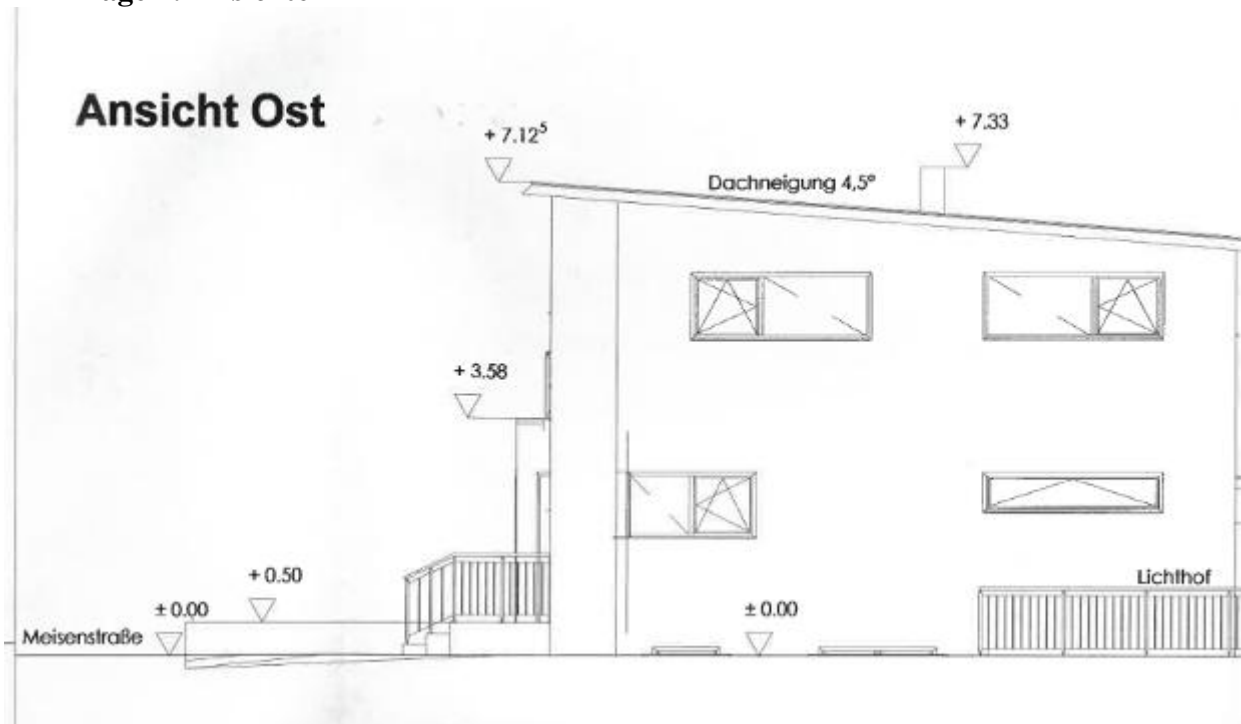 Ansicht Ost
+ 7.12⁵
+ 7.33
Dachneigung 4,5°
+ 3.58
+ 0.50
± 0.00
± 0.00
Lichthof
Meisenstraße